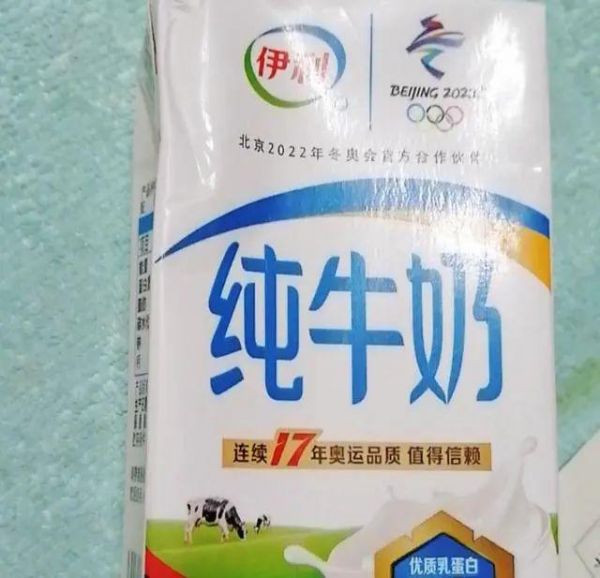 伊利
BEIJING 2022
北京2022年冬奥会官方合作伙伴
纯牛奶
连续17年奥运品质 值得信赖
优质乳蛋白